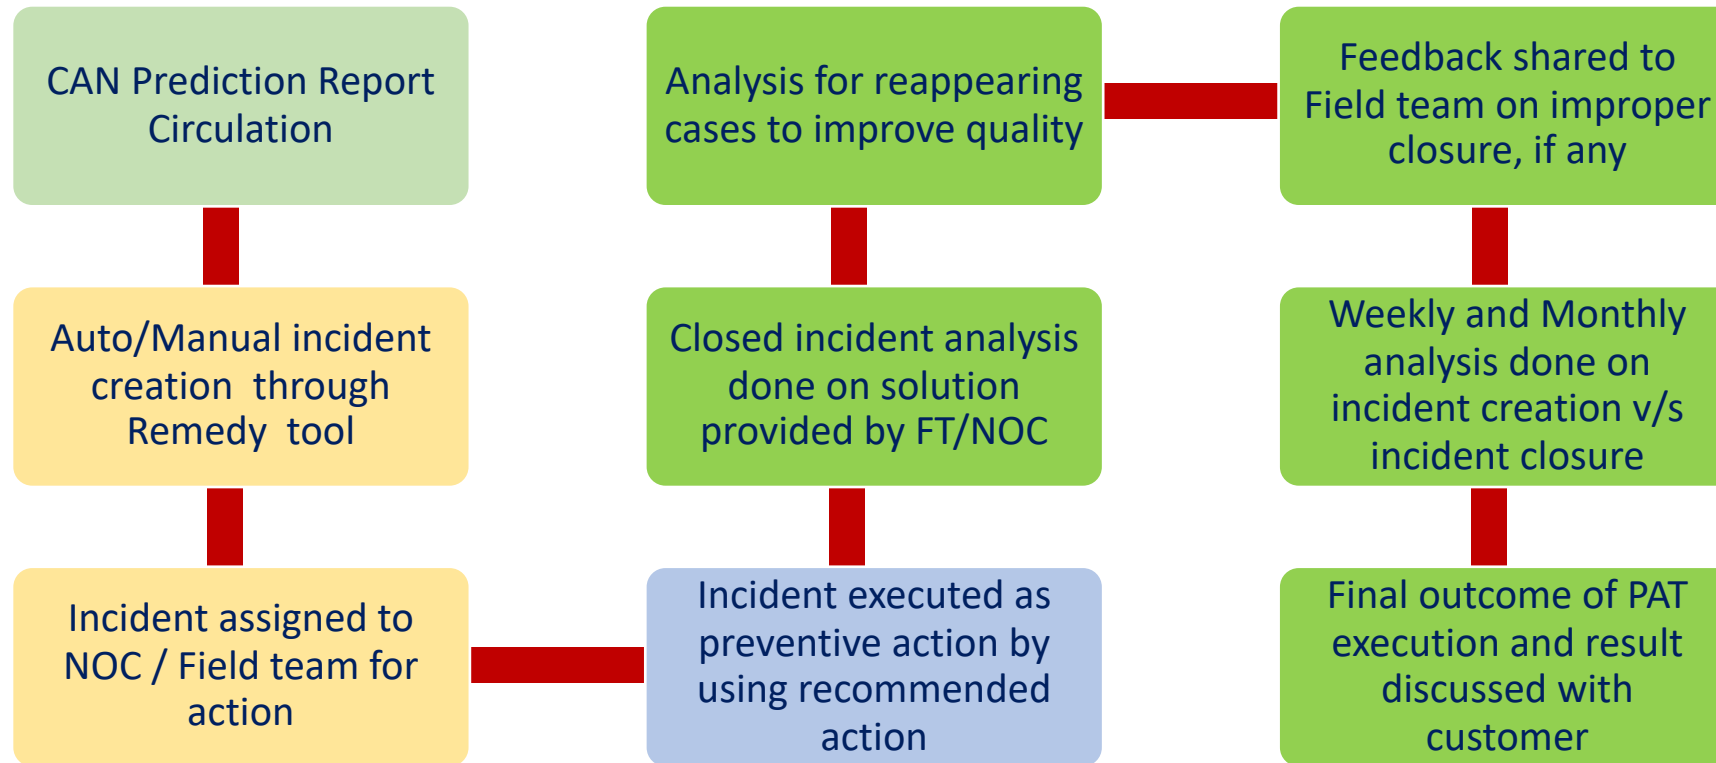 CAN Prediction Report
Circulation
Auto/Manual incident
creation through
Remedy tool
Incident assigned to
NOC / Field team for
action
Incident executed as
preventive action by
using recommended
action
Closed incident analysis
done on solution
provided by FT/NOC
Analysis for reappearing
cases to improve quality
Feedback shared to
Field team on improper
closure, if any
Weekly and Monthly
analysis done on
incident creation v/s
incident closure
Final outcome of PAT
execution and result
discussed with
customer